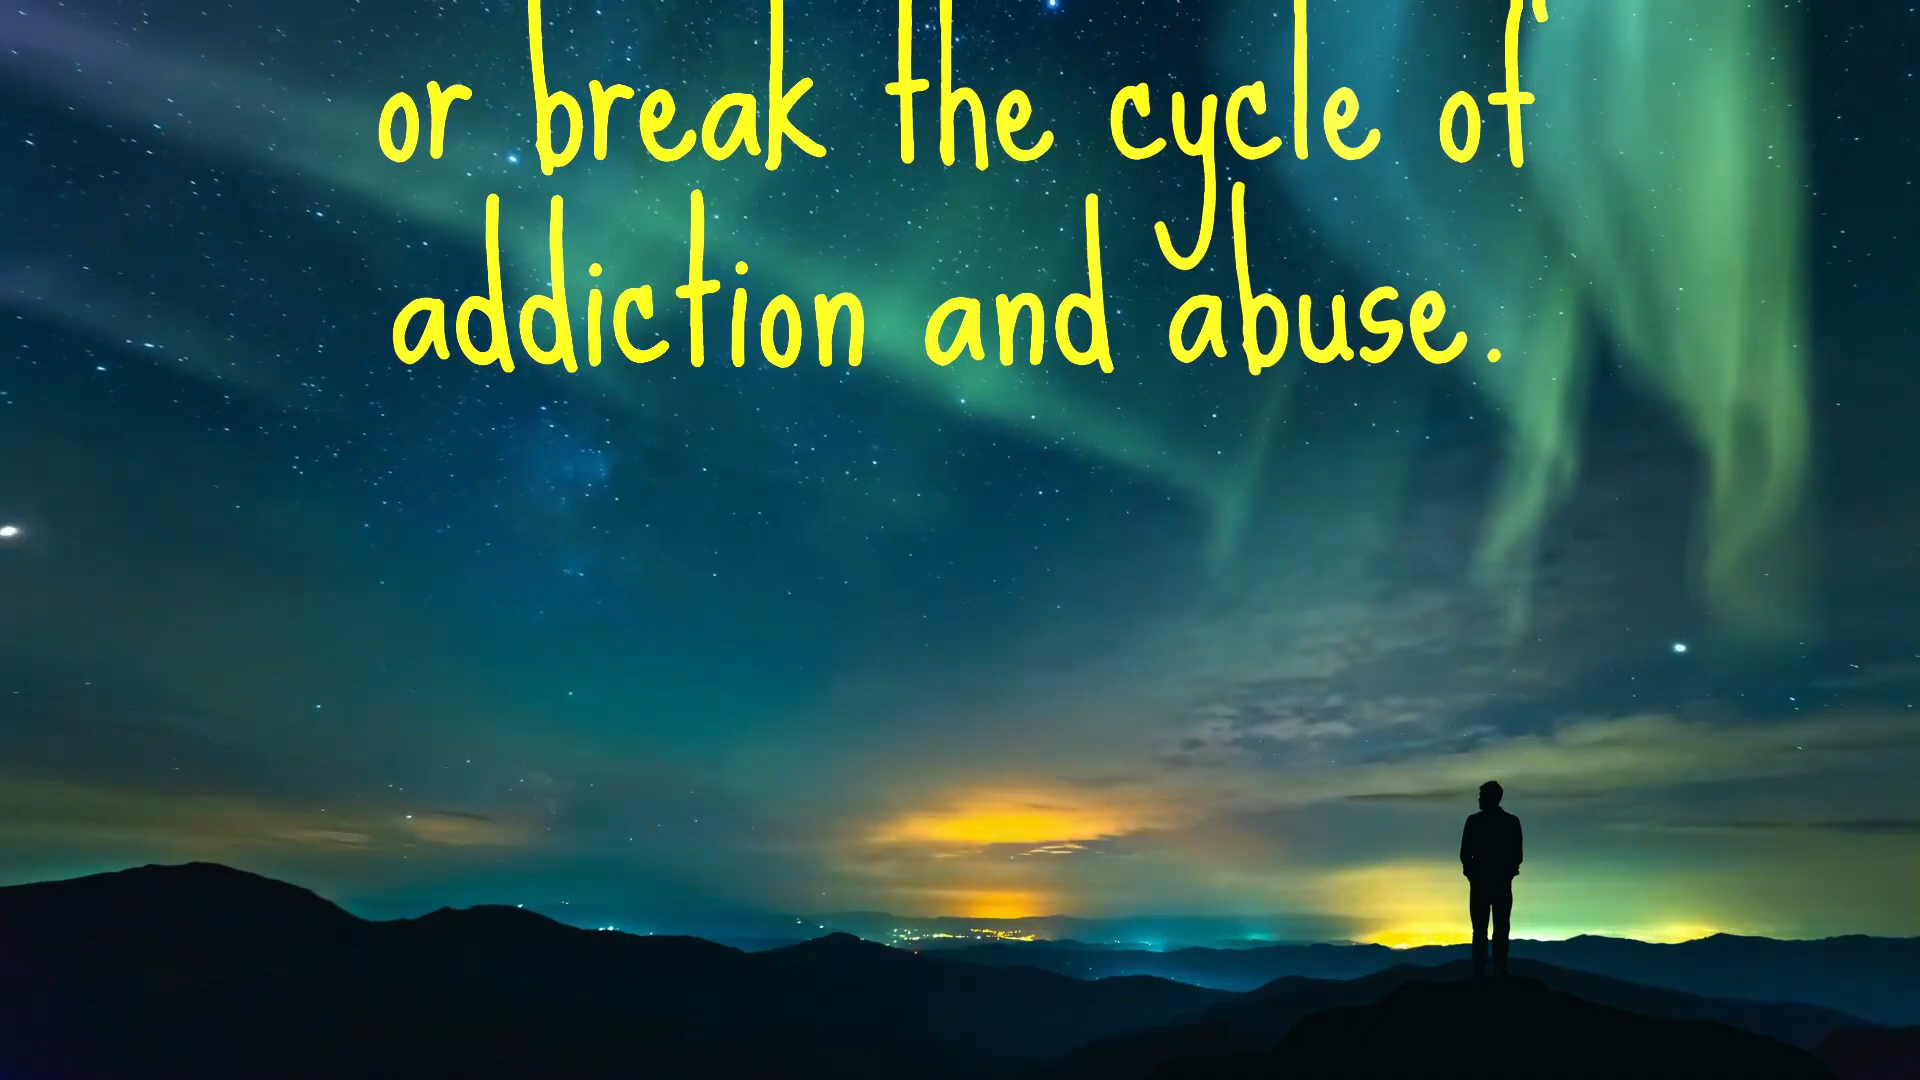 or break the cycle of
addiction and abuse.